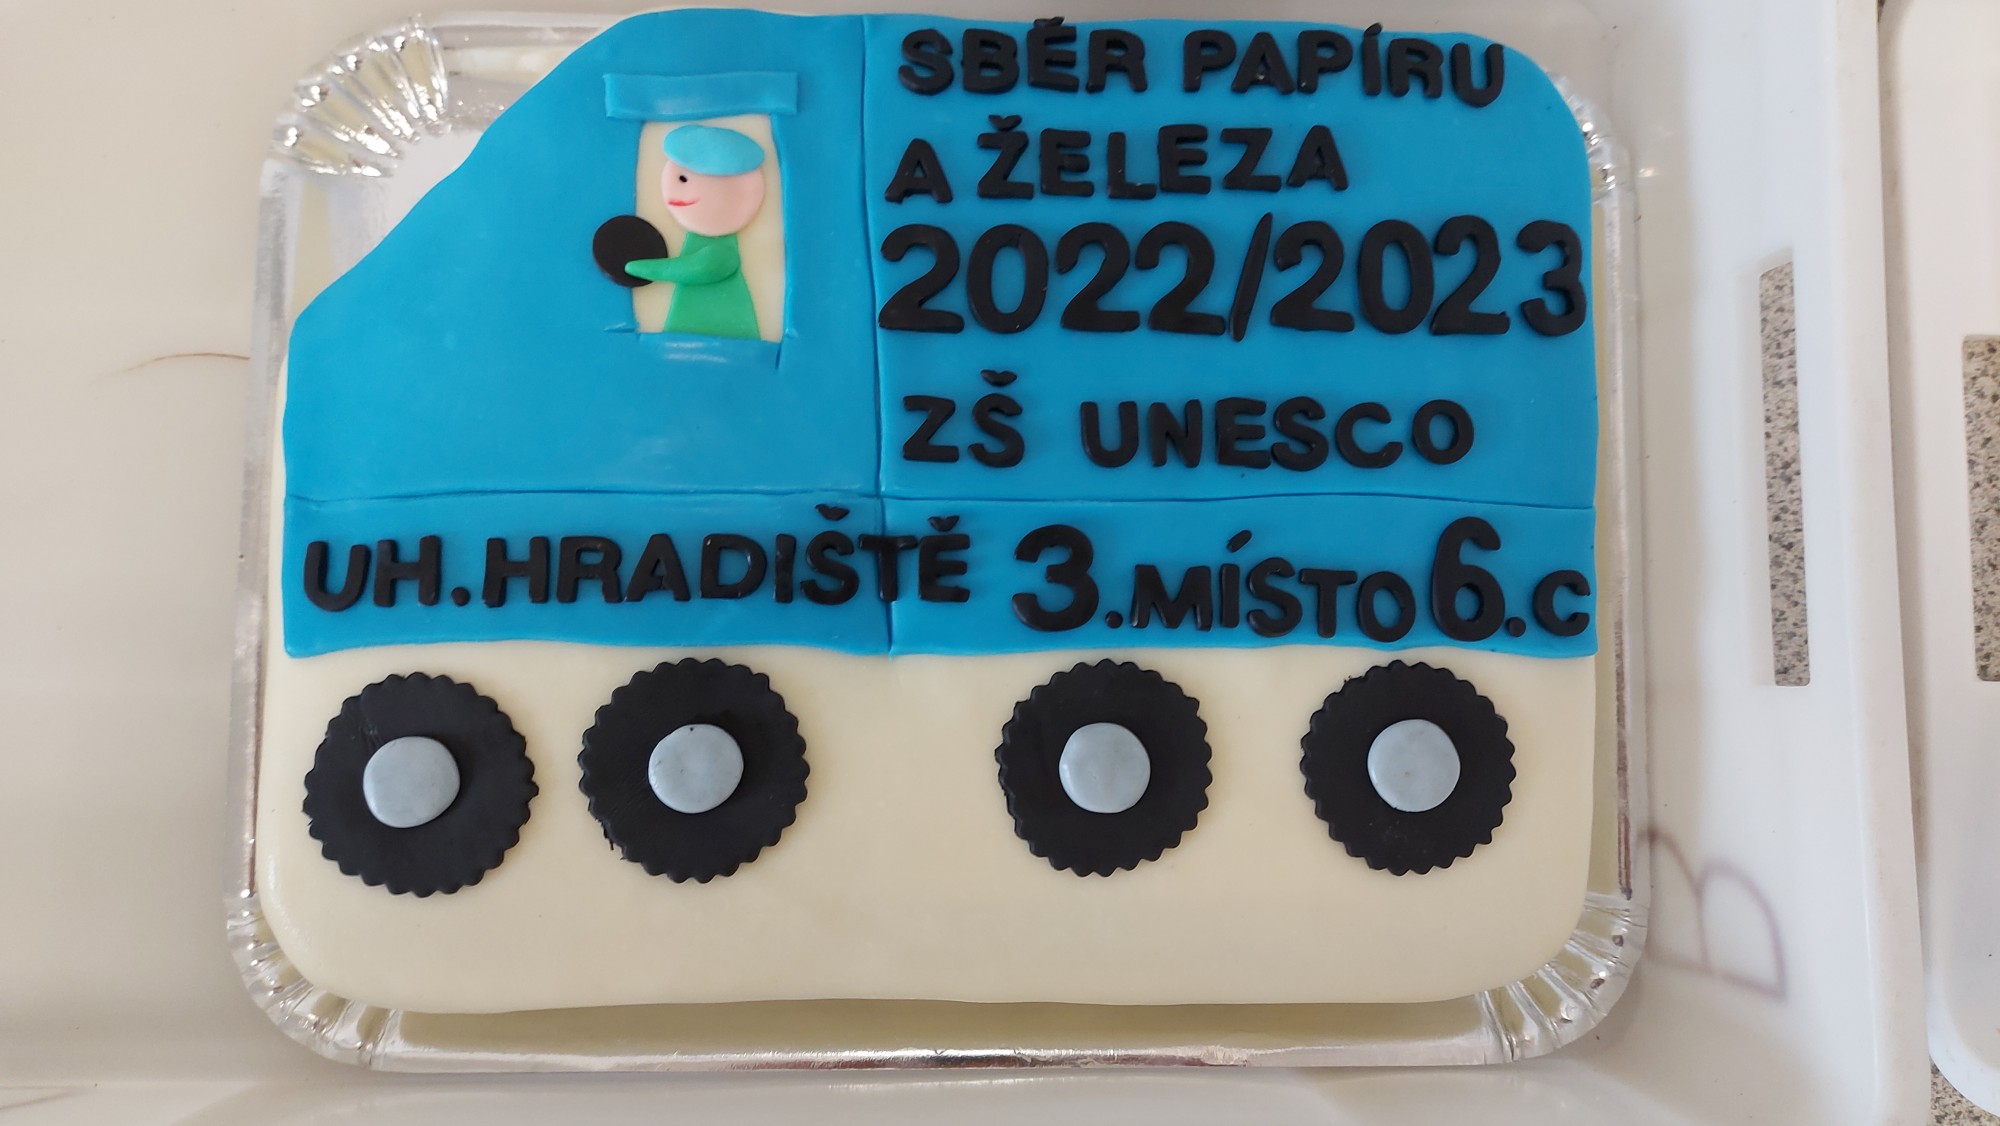 SBĚR PAPÍRU
A ŽELEZA
2022/2023
ZŠ UNESCO
UH. HRADIŠTĚ 3. MÍSTO 6.C
B